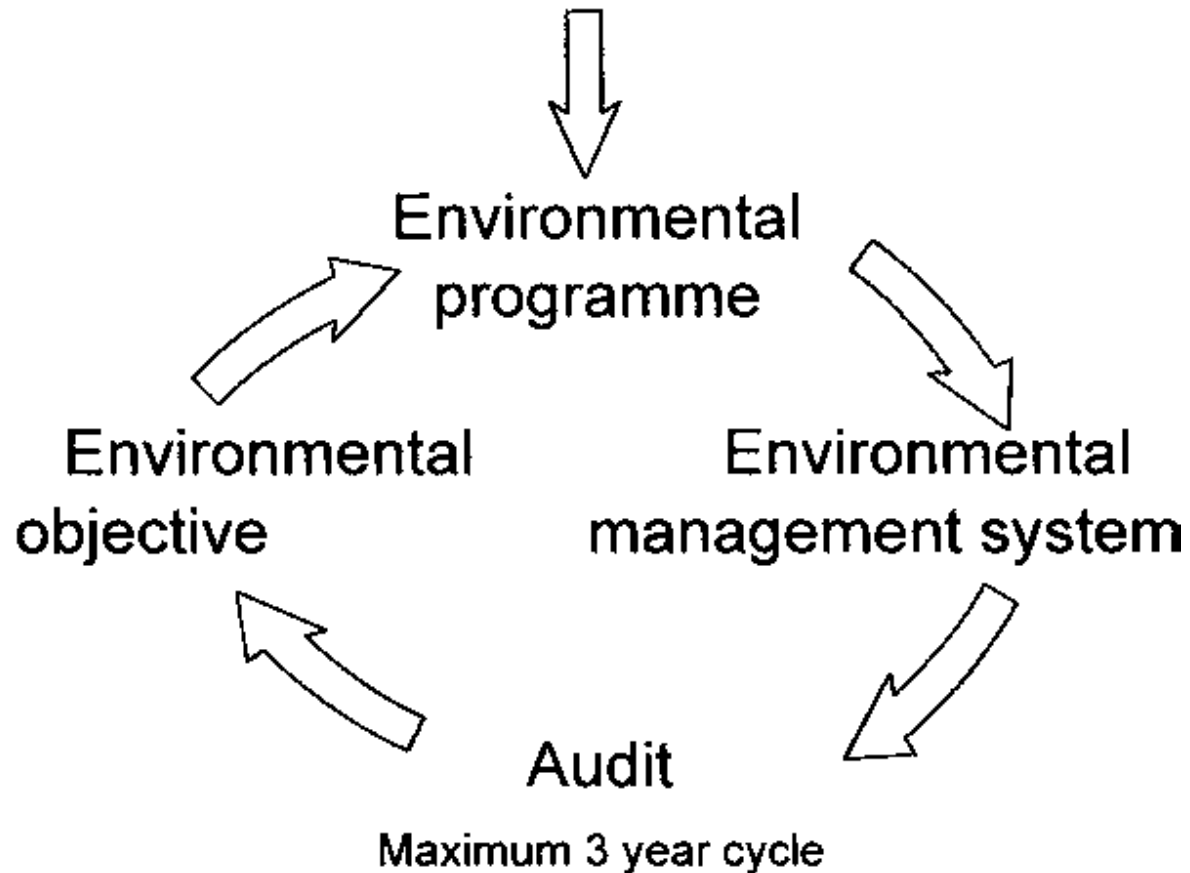 Environmental
programme
Environmental
objective
Environmental
management system
Audit
Maximum 3 year cycle